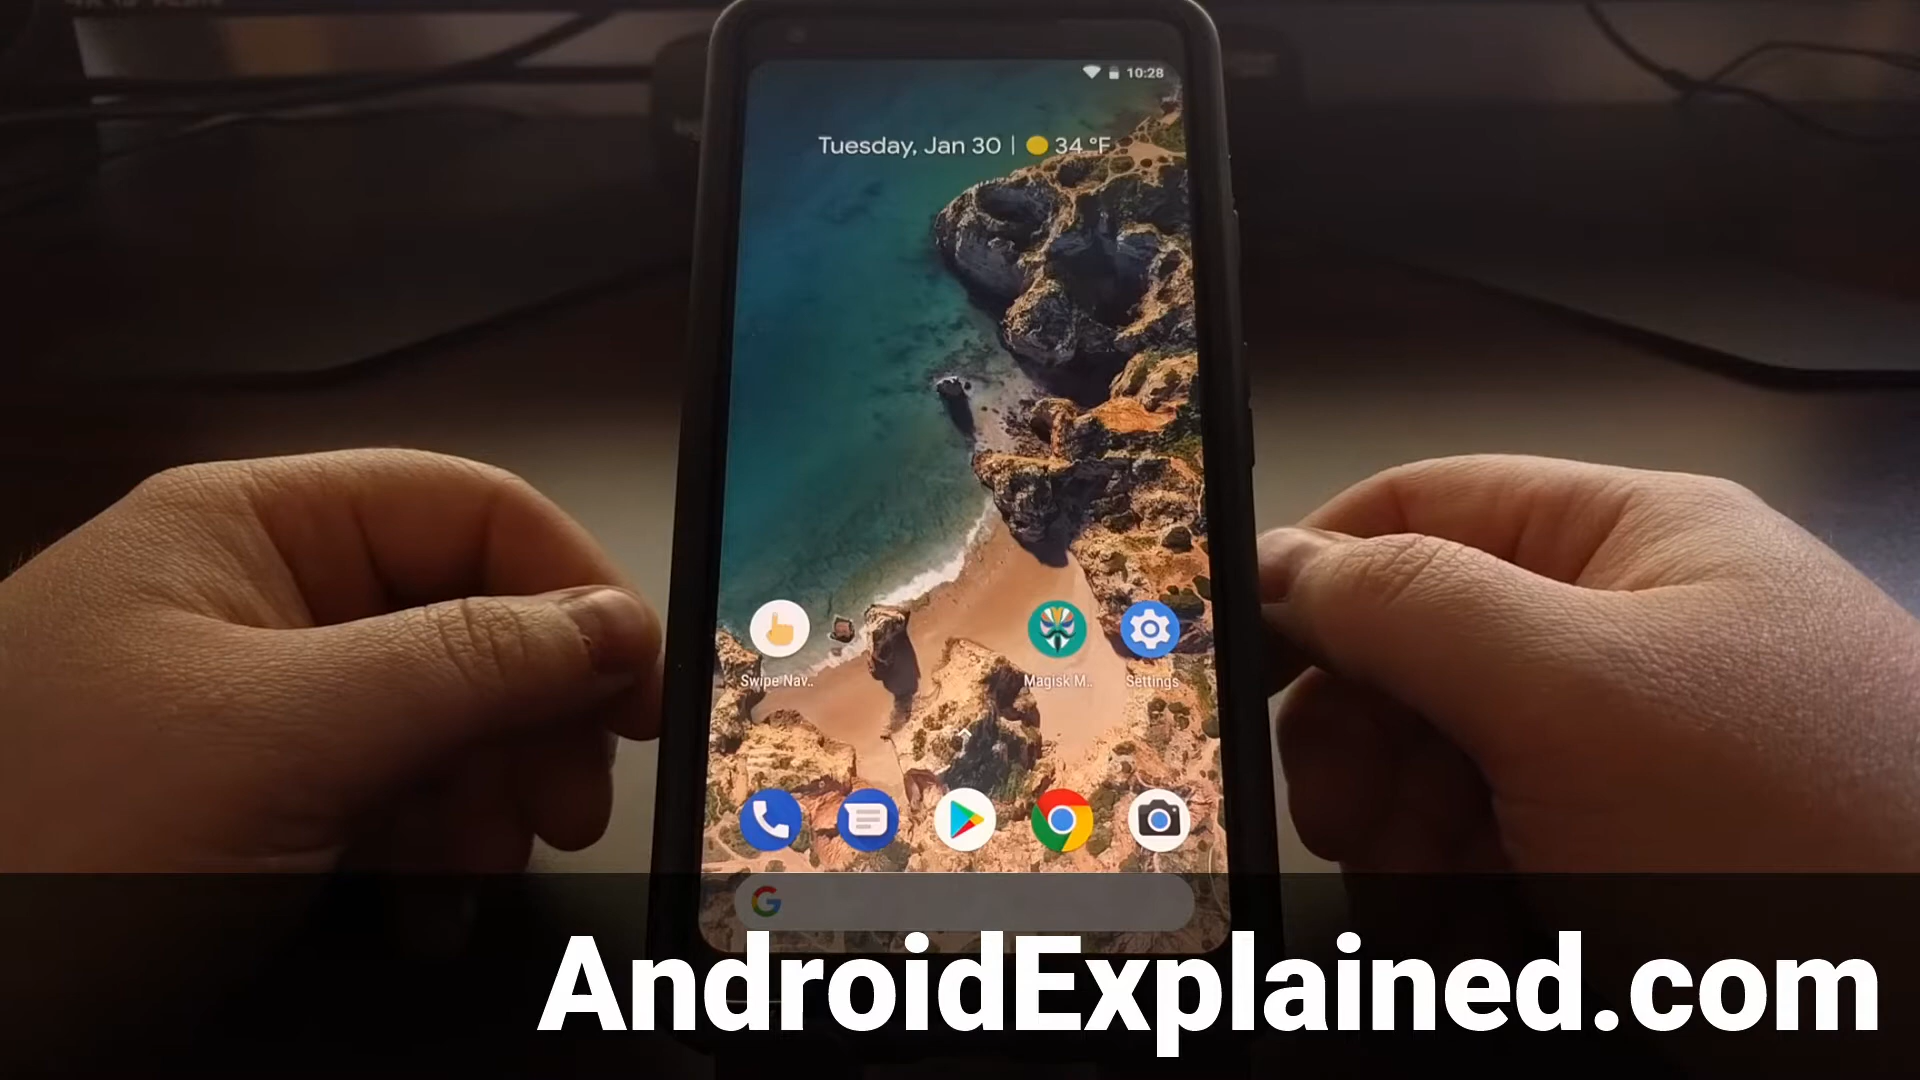 10:28
Tuesday, Jan 30 | 34 °F
Swipe Nav..
Magisk M..
Settings
G
AndroidExplained.com